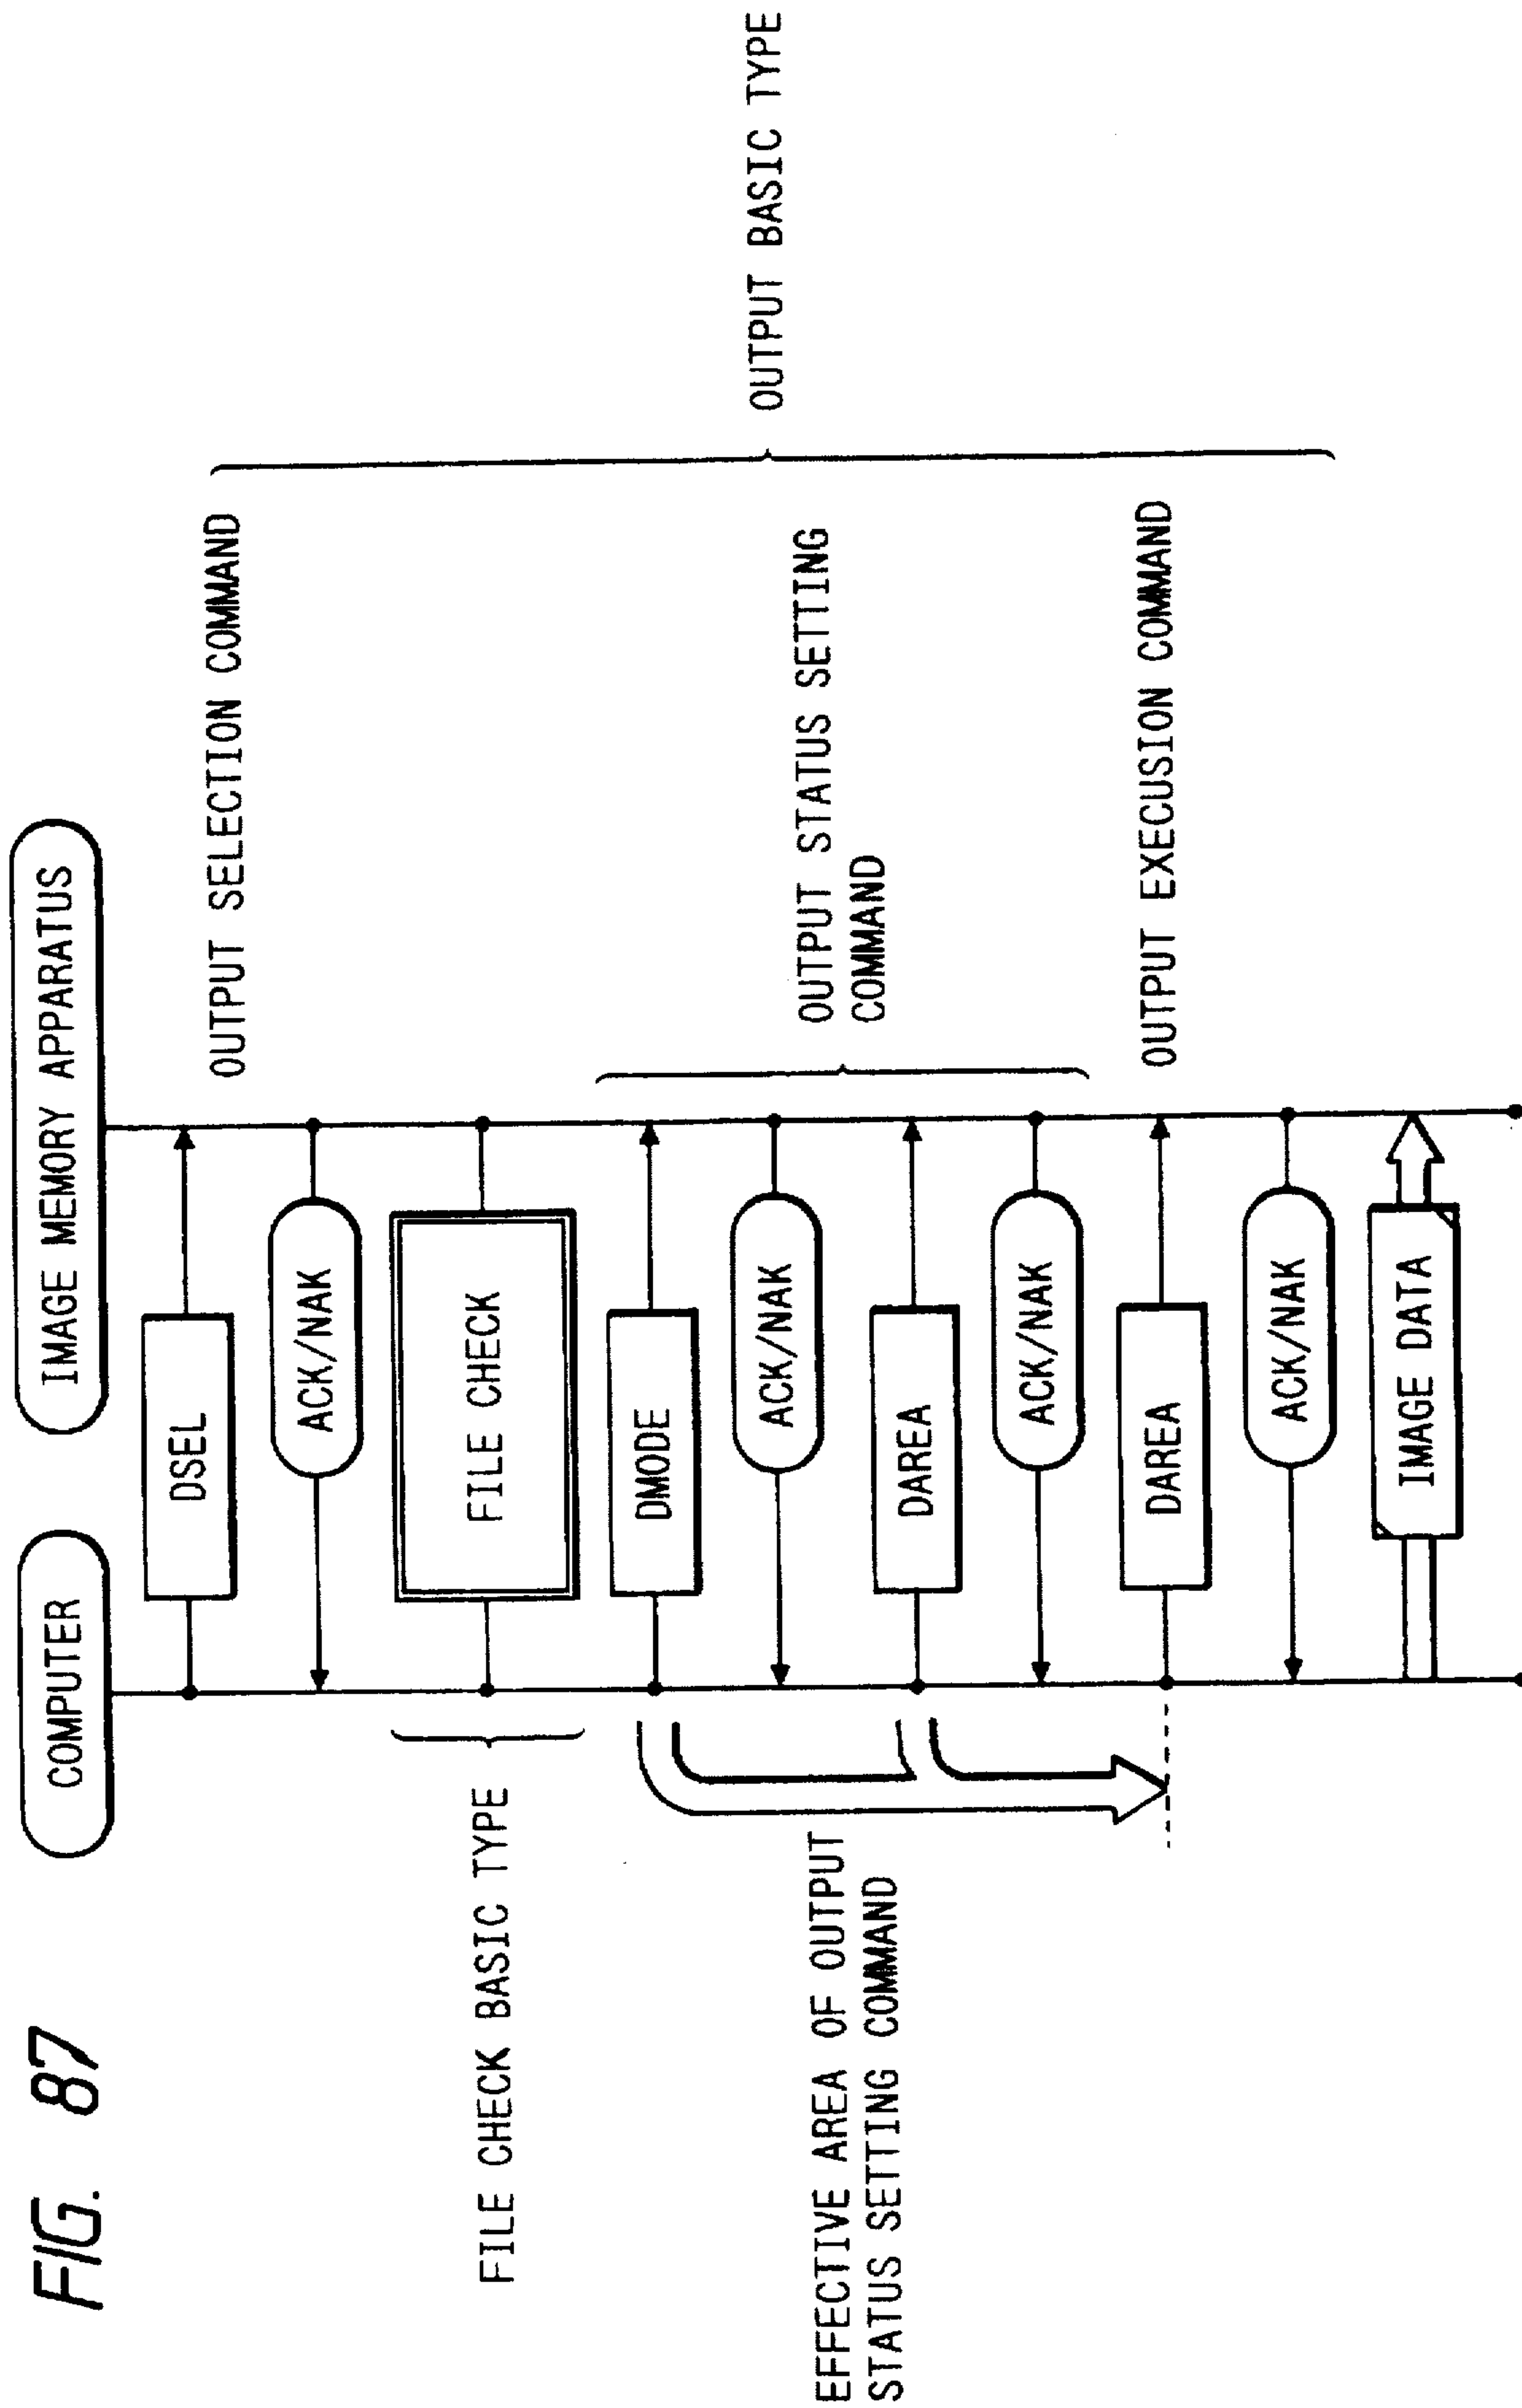 FIG. 87
COMPUTER
IMAGE MEMORY APPARATUS
DSEL
OUTPUT SELECTION COMMAND
ACK/NAK
FILE CHECK BASIC TYPE
FILE CHECK
DMODE
ACK/NAK
EFFECTIVE AREA OF OUTPUT
STATUS SETTING COMMAND
OUTPUT STATUS SETTING
COMMAND
OUTPUT BASIC TYPE
DAREA
ACK/NAK
DAREA
OUTPUT EXECUSION COMMAND
ACK/NAK
IMAGE DATA